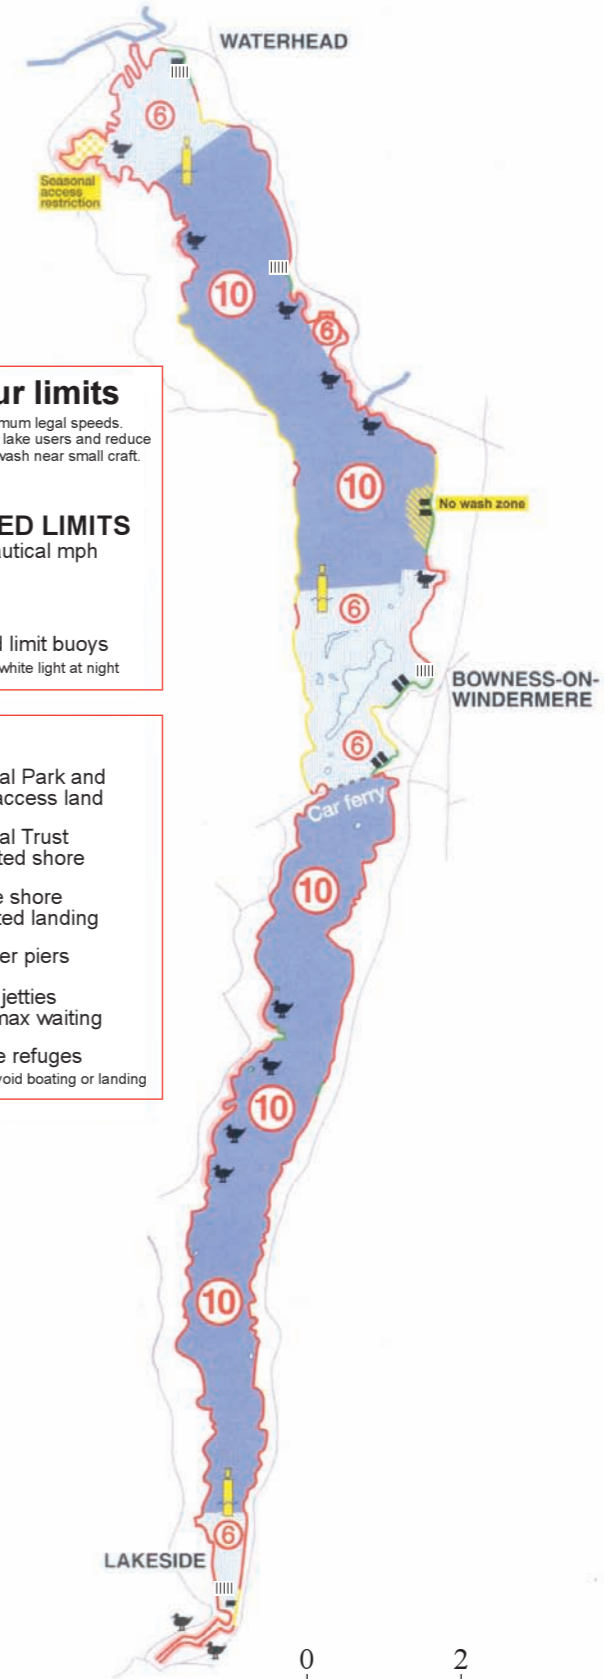 WATERHEAD
6
Seasonal
access
restriction
10
6
ur limits
mum legal speeds.
lake users and reduce
wash near small craft.
10
No wash zone
ED LIMITS
autical mph
6
d limit buoys
white light at night
BOWNESS-ON-
WINDERMERE
6
al Park and
access land
Car ferry
al Trust
ted shore
10
e shore
ted landing
er piers
jetties
max waiting
e refuges
void boating or landing
10
10
6
LAKESIDE
0 2